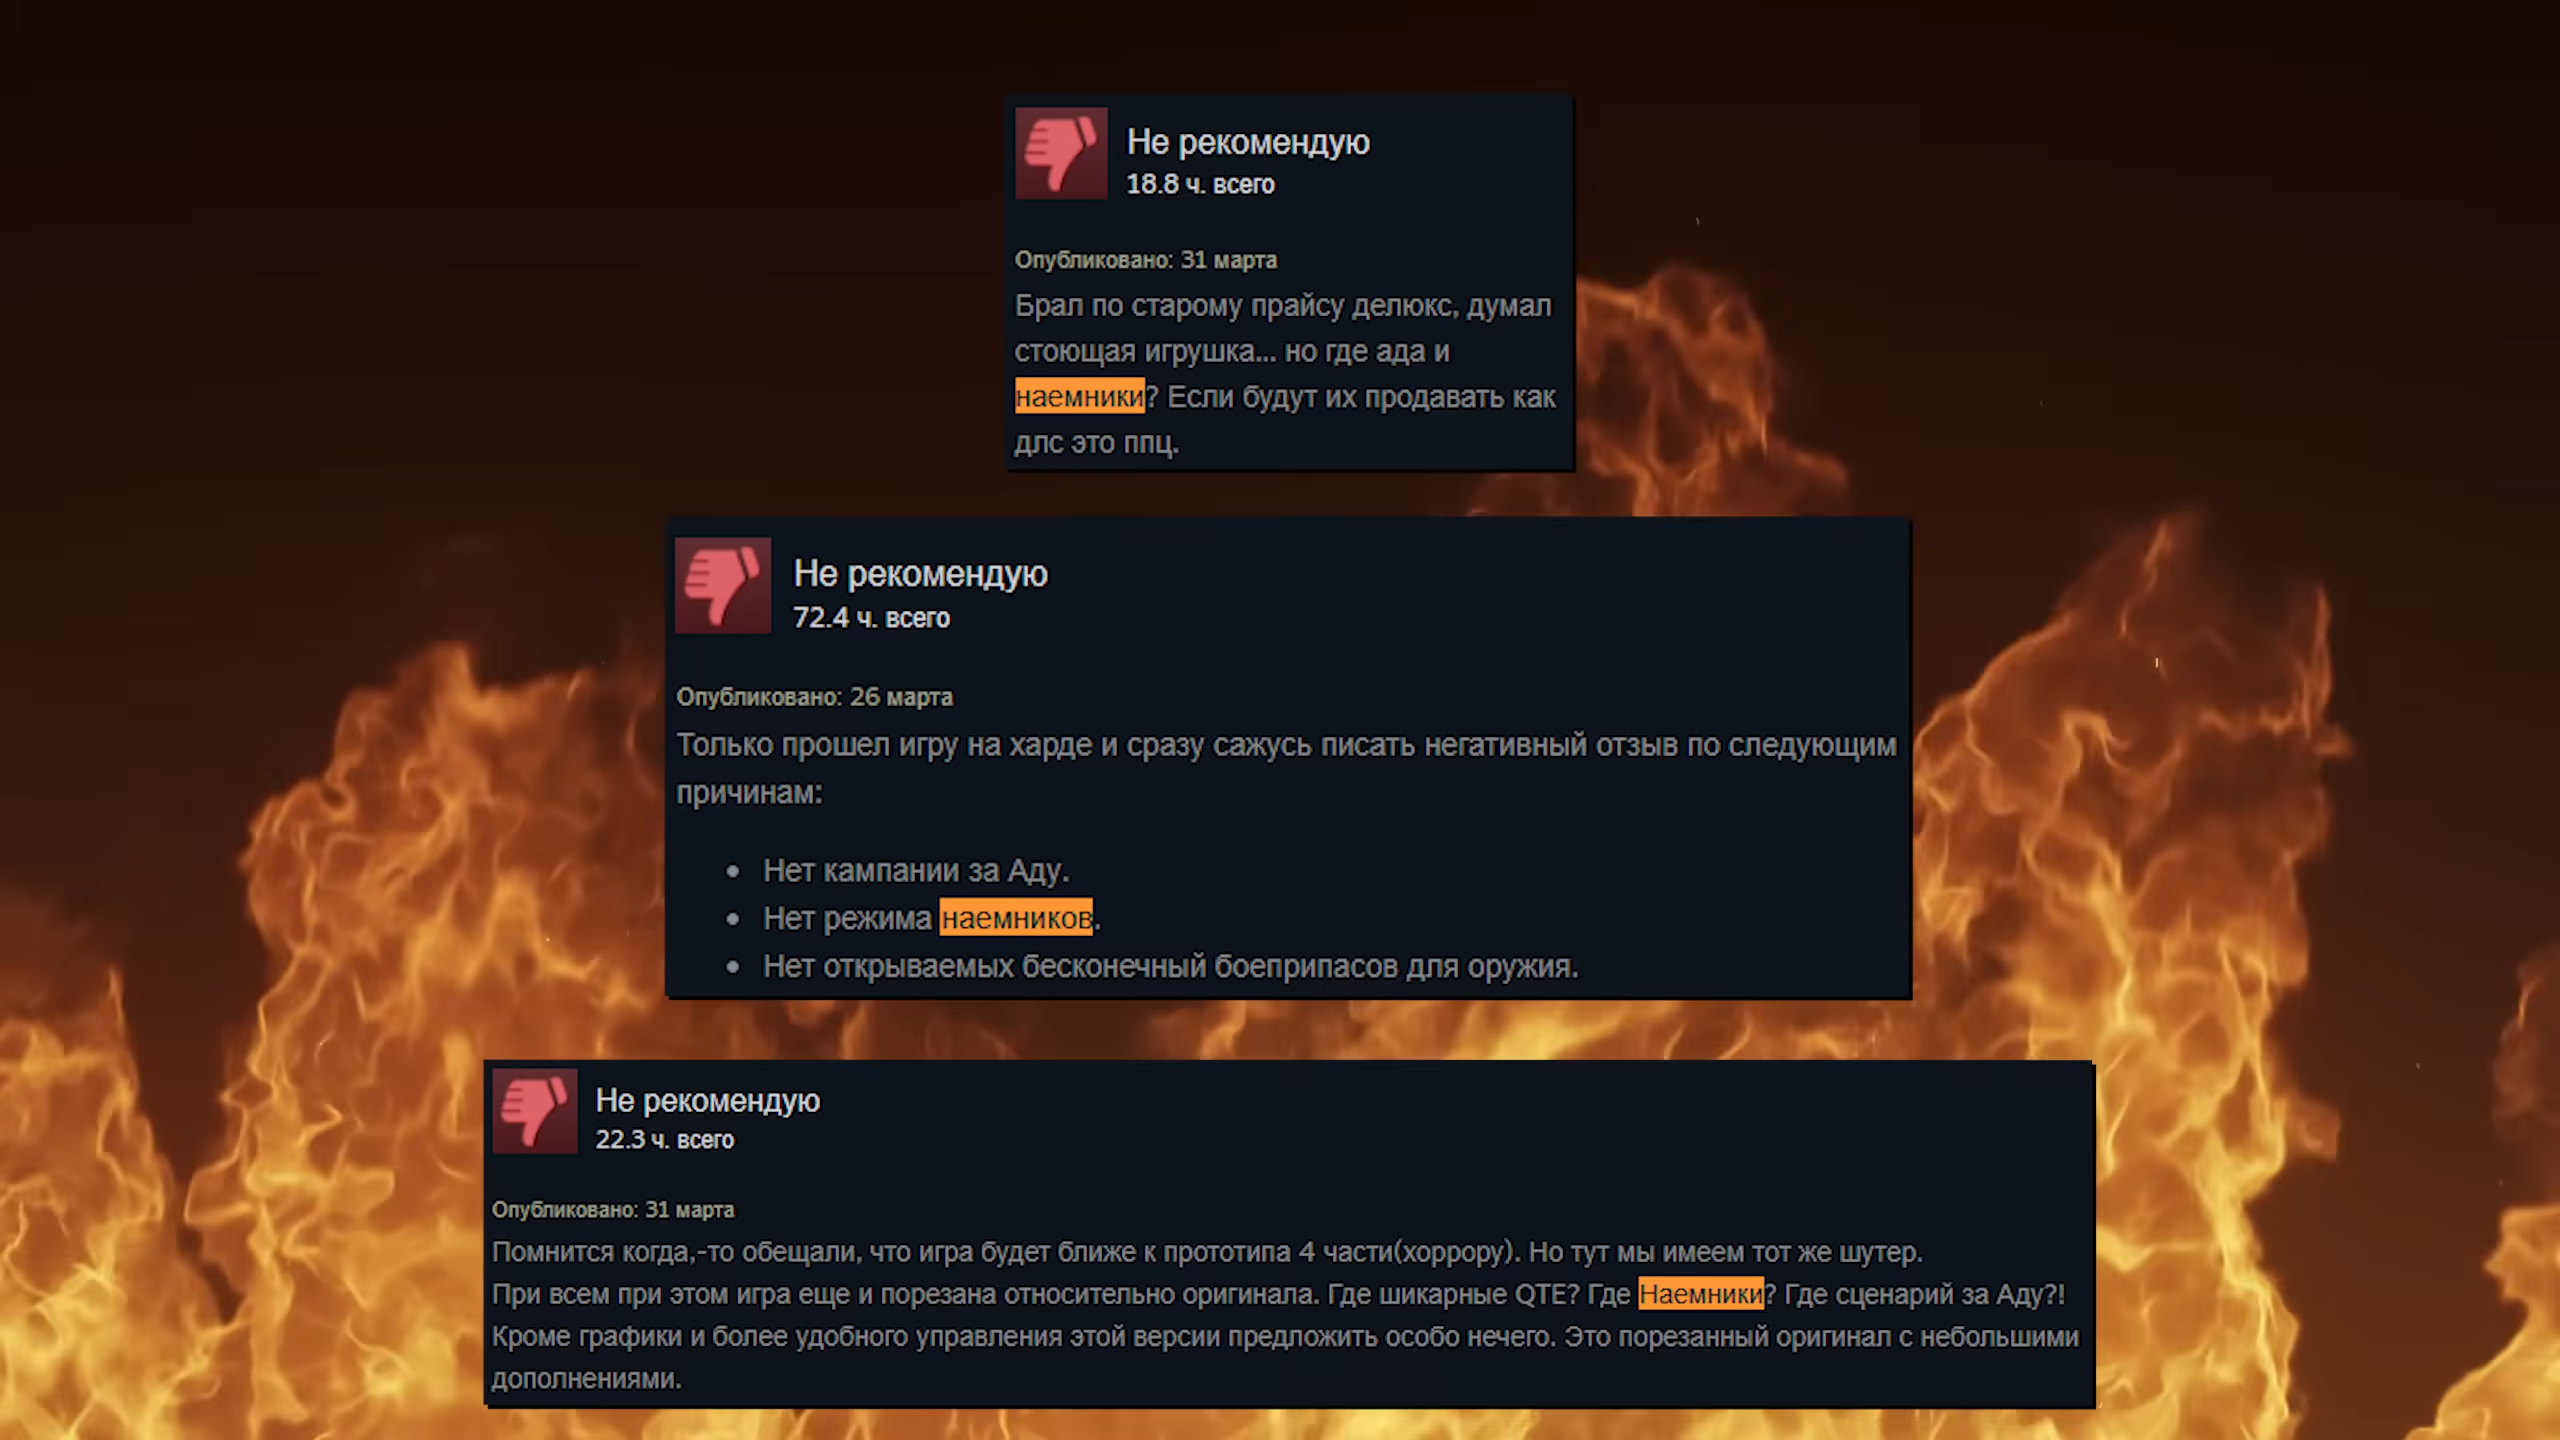 Не рекомендую
18.8 ч. всего
Опубликовано: 31 марта
Брал по старому прайсу делюкс, думал
стоющая игрушка... но где ада и
наемники? Если будут их продавать как
длс это ппц.
Не рекомендую
72.4 ч. всего
Опубликовано: 26 марта
Только прошел игру на харде и сразу сажусь писать негативный отзыв по следующим
причинам:
• Нет кампании за Аду.
• Нет режима наемников.
• Нет открываемых бесконечный боеприпасов для оружия.
Не рекомендую
22.3 ч. всего
Опубликовано: 31 марта
Помнится когда,-то обещали, что игра будет ближе к прототипа 4 части(хоррору). Но тут мы имеем тот же шутер.
При всем при этом игра еще и порезана относительно оригинала. Где шикарные QTE? Где Наемники? Где сценарий за Аду?!
Кроме графики и более удобного управления этой версии предложить особо нечего. Это порезанный оригинал с небольшими
дополнениями.